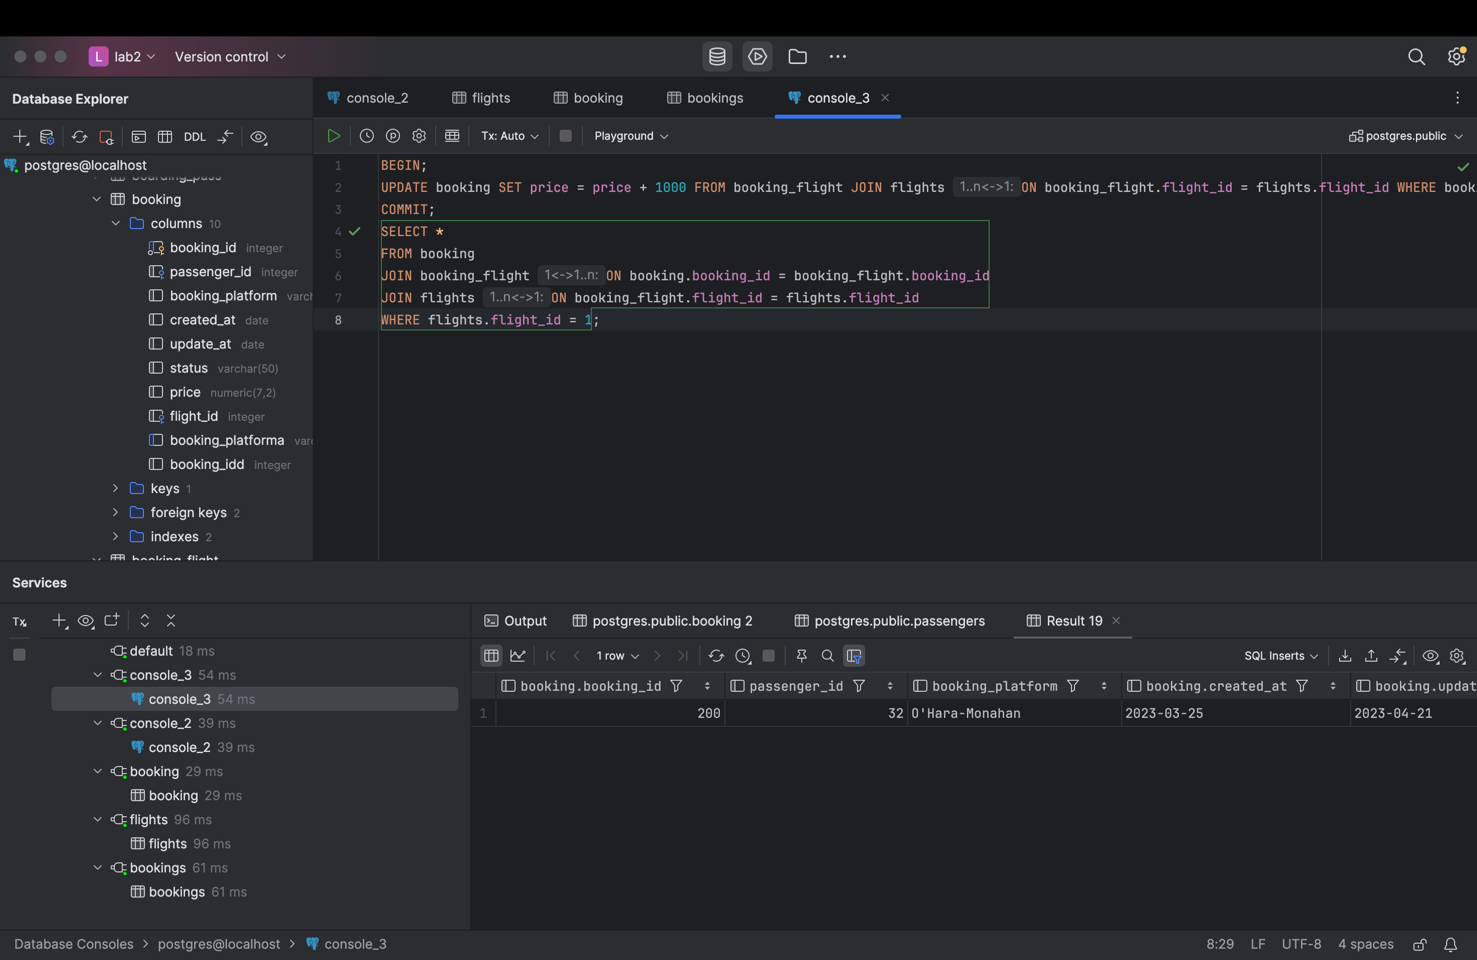 L lab2 Version control
Database Explorer
console_2 flights booking bookings console_3
DDL Tx: Auto Playground postgres.public
postgres@localhost
boarding_pass
booking
columns 10
booking_id integer
passenger_id integer
booking_platform varch
created_at date
update_at date
status varchar(50)
price numeric(7,2)
flight_id integer
booking_platforma varc
booking_idd integer
keys 1
foreign keys 2
indexes 2
booking_flight
1 BEGIN;
2 UPDATE booking SET price = price + 1000 FROM booking_flight JOIN flights 1..n<->1: ON booking_flight.flight_id = flights.flight_id WHERE book
3 COMMIT;
4 SELECT *
5 FROM booking
6 JOIN booking_flight 1<->1..n: ON booking.booking_id = booking_flight.booking_id
7 JOIN flights 1..n<->1: ON booking_flight.flight_id = flights.flight_id
8 WHERE flights.flight_id = 1;
Services
Tx
default 18 ms
console_3 54 ms
console_3 54 ms
console_2 39 ms
console_2 39 ms
booking 29 ms
booking 29 ms
flights 96 ms
flights 96 ms
bookings 61 ms
bookings 61 ms
Output postgres.public.booking 2 postgres.public.passengers Result 19
1 row SQL Inserts
booking.booking_id passenger_id booking_platform booking.created_at booking.updat
1 200 32 O'Hara-Monahan 2023-03-25 2023-04-21
Database Consoles > postgres@localhost > console_3 8:29 LF UTF-8 4 spaces